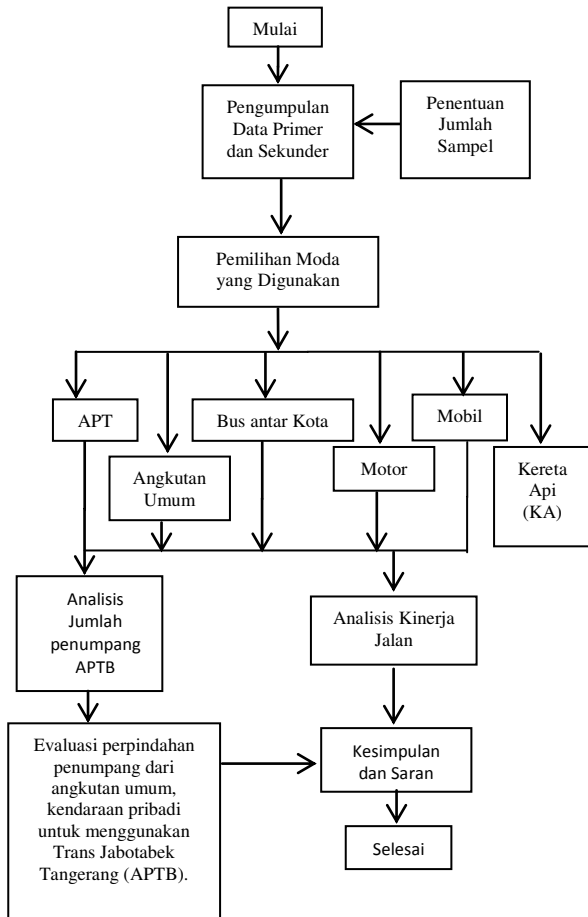 Mulai
Pengumpulan
Data Primer
dan Sekunder
Penentuan
Jumlah
Sampel
Pemilihan Moda
yang Digunakan
APT
Bus antar Kota
Mobil
Angkutan
Umum
Motor
Kereta
Api
(KA)
Analisis
Jumlah
penumpang
APTB
Analisis Kinerja
Jalan
Evaluasi perpindahan
penumpang dari
angkutan umum,
kendaraan pribadi
untuk menggunakan
Trans Jabotabek
Tangerang (APTB).
Kesimpulan
dan Saran
Selesai